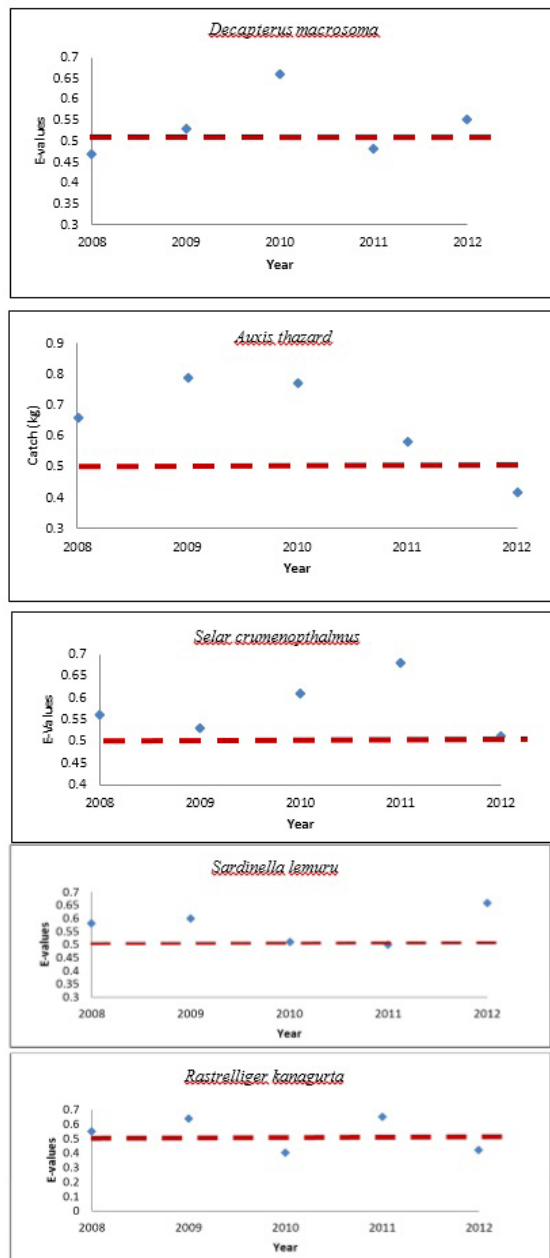 Decapterus macrosoma
E-values
0.7
0.65
0.6
0.55
0.5
0.45
0.4
0.35
0.3
2008 2009 2010 2011 2012
Year
Auxis thazard
Catch (kg)
0.9
0.8
0.7
0.6
0.5
0.4
0.3
2008 2009 2010 2011 2012
Year
Selar crumenopthalmus
E-Values
0.7
0.65
0.6
0.55
0.5
0.45
0.4
2008 2009 2010 2011 2012
Year
Sardinella lemuru
E-values
0.7
0.65
0.6
0.55
0.5
0.45
0.4
0.35
0.3
2008 2009 2010 2011 2012
Year
Rastrelliger kanagurta
E-values
0.7
0.6
0.5
0.4
0.3
0.2
0.1
0
2008 2009 2010 2011 2012
Year